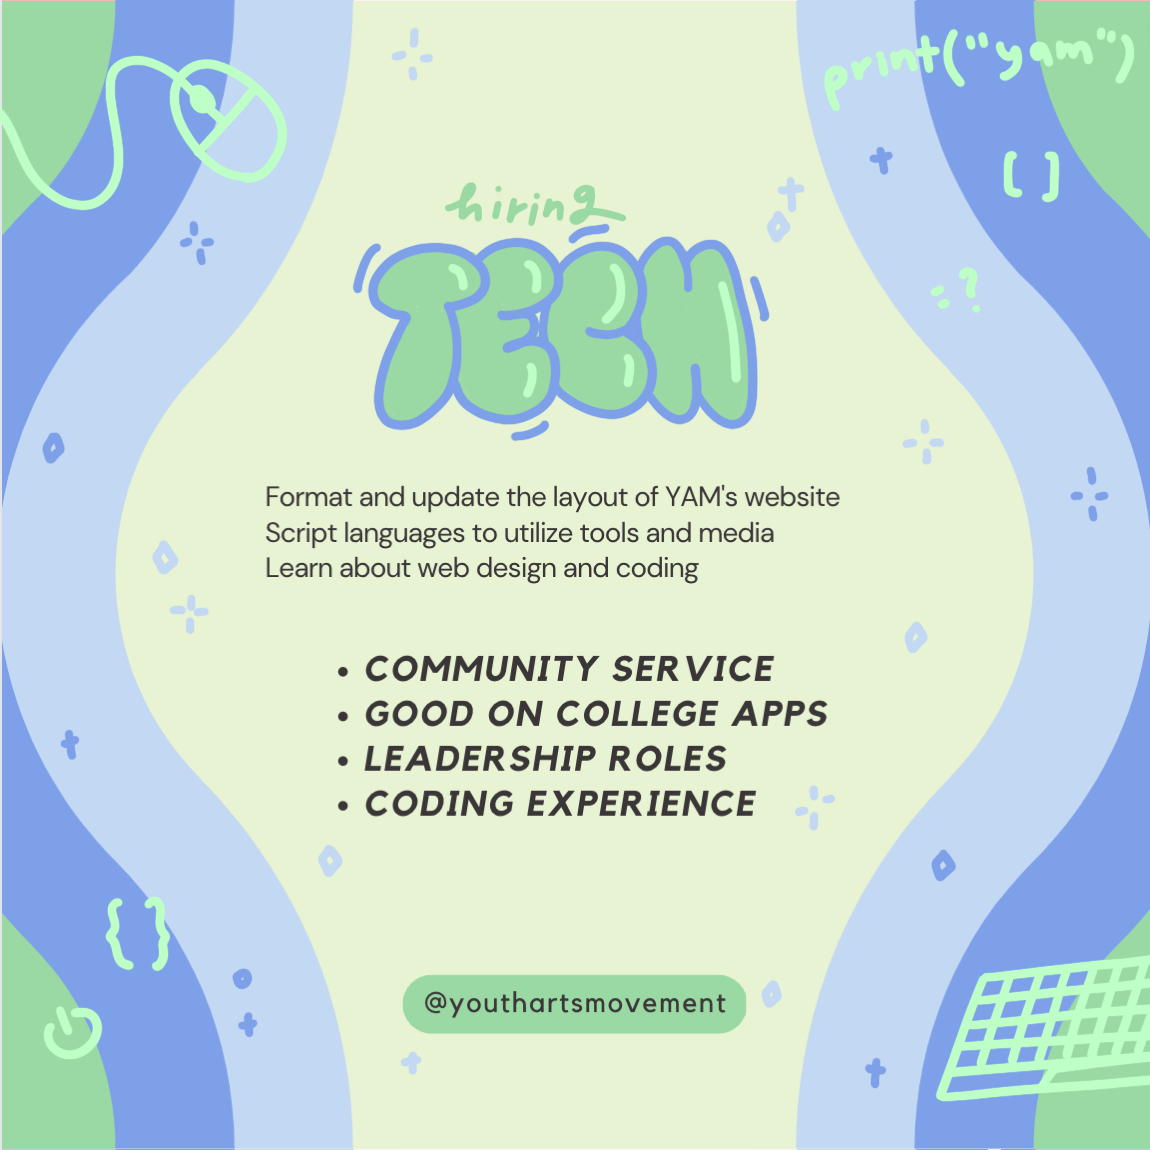 print("yam")
[ ]
:?
hiring
TECH
Format and update the layout of YAM's website
Script languages to utilize tools and media
Learn about web design and coding
• COMMUNITY SERVICE
• GOOD ON COLLEGE APPS
• LEADERSHIP ROLES
• CODING EXPERIENCE
{ }
@youthartsmovement